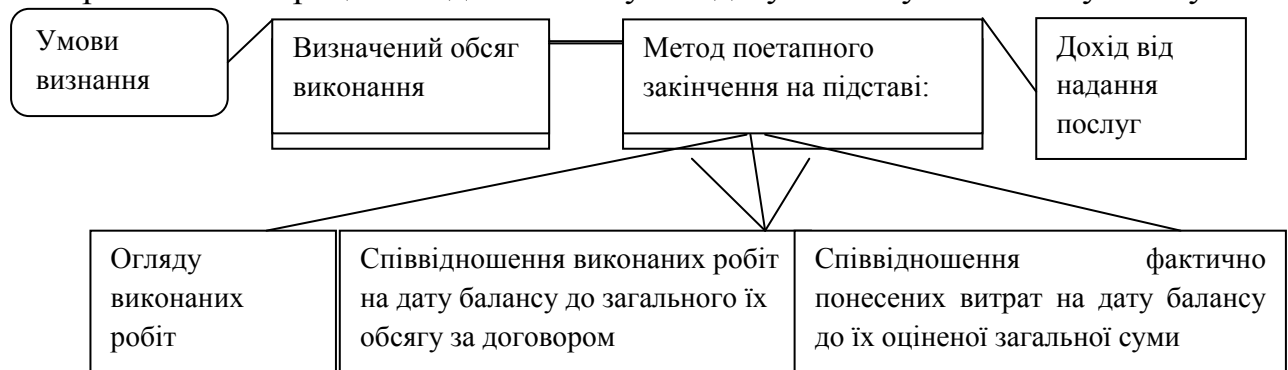 Умови
визнання
Визначений обсяг
виконання
Метод поетапного
закінчення на підставі:
Дохід від
надання
послуг
Огляду
виконаних
робіт
Співвідношення виконаних робіт
на дату балансу до загального їх
обсягу за договором
Співвідношення фактично
понесених витрат на дату балансу
до їх оціненої загальної суми